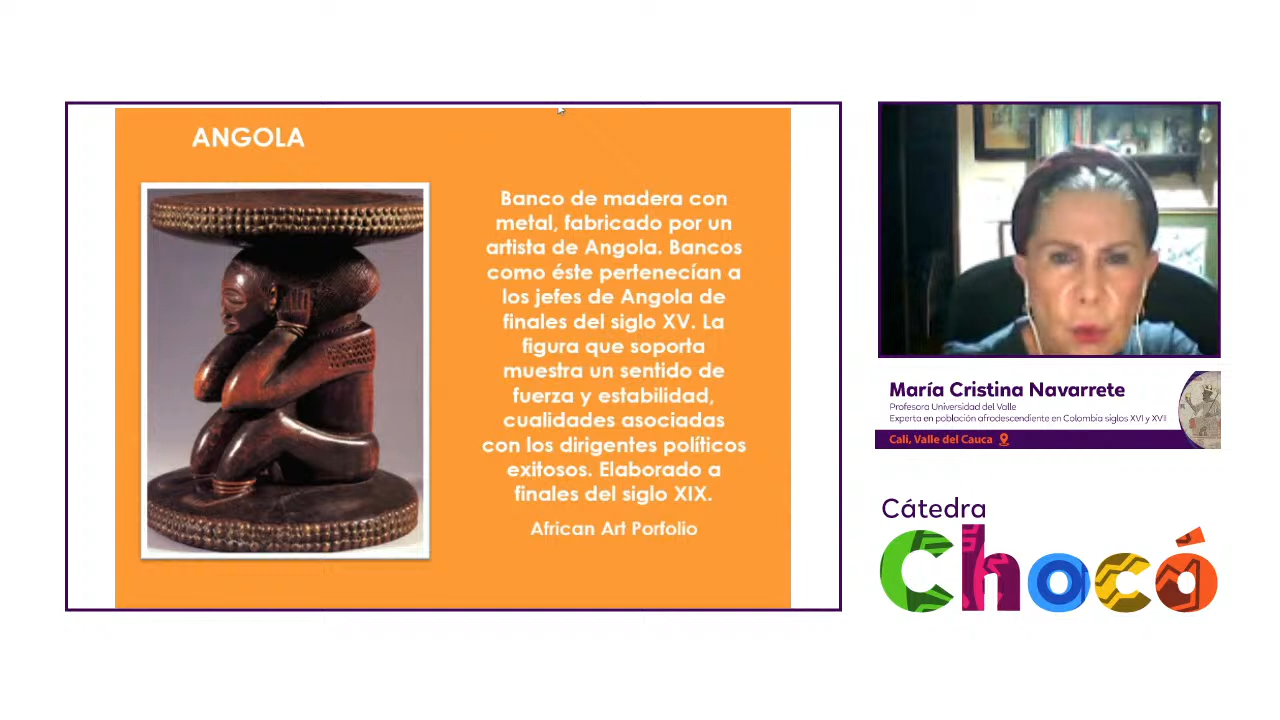 ANGOLA
Banco de madera con
metal, fabricado por un
artista de Angola. Bancos
como éste pertenecían a
los jefes de Angola de
finales del siglo XV. La
figura que soporta
muestra un sentido de
fuerza y estabilidad,
cualidades asociadas
con los dirigentes políticos
exitosos. Elaborado a
finales del siglo XIX.
African Art Porfolio
María Cristina Navarrete
Profesora Universidad del Valle
Experta en población afrodescendiente en Colombia siglos XVI y XVII
Cali, Valle del Cauca
Cátedra
Chocó